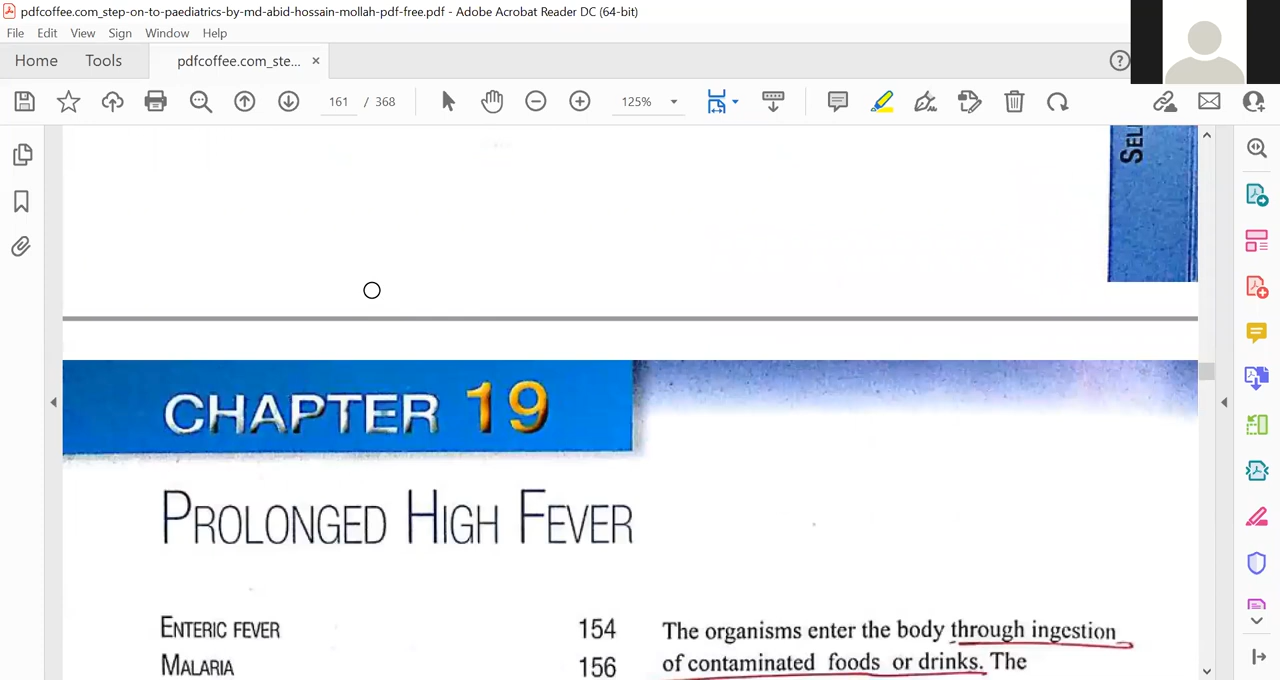 pdfcoffee.com_step-on-to-paediatrics-by-md-abid-hossain-mollah-pdf-free.pdf - Adobe Acrobat Reader DC (64-bit)
File Edit View Sign Window Help
Home Tools pdfcoffee.com_ste... ×
161 / 368 125%
SEL
CHAPTER 19
PROLONGED HIGH FEVER
ENTERIC FEVER 154
MALARIA 156
The organisms enter the body through ingestion
of contaminated foods or drinks. The